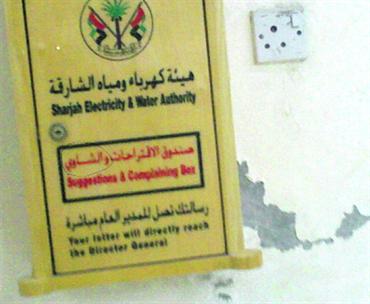 هيئة كهرباء ومياه الشارقة
Sharjah Electricity & Water Authority
صندوق الاقتراحات والشاوي
Suggestions & Complaining Box
رسالتك تصل للمدير العام مباشرة
Your letter will directly reach
the Director General